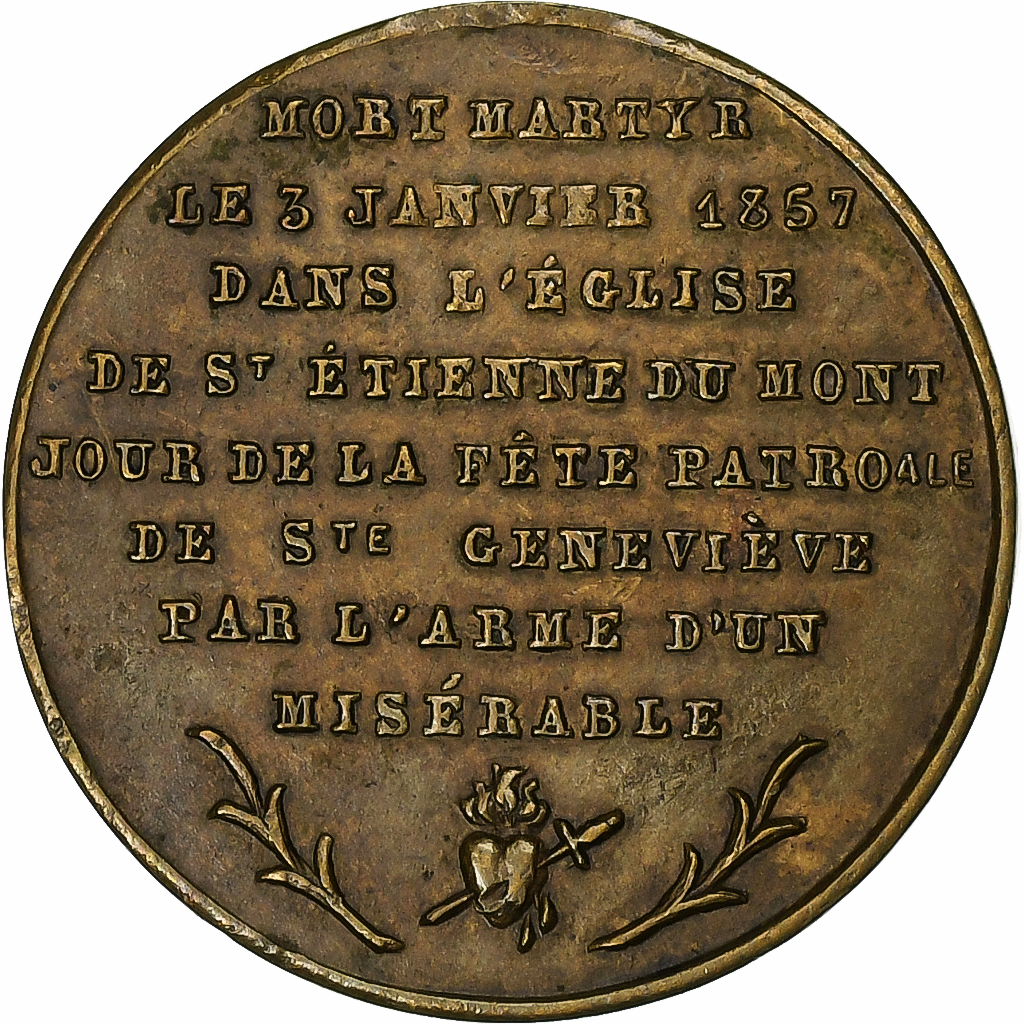 MORT MARTYR
LE 3 JANVIER 1857
DANS L'ÉGLISE
DE ST ÉTIENNE DU MONT
JOUR DE LA FÊTE PATROALE
DE STE GENEVIÈVE
PAR L'ARME D'UN
MISÉRABLE